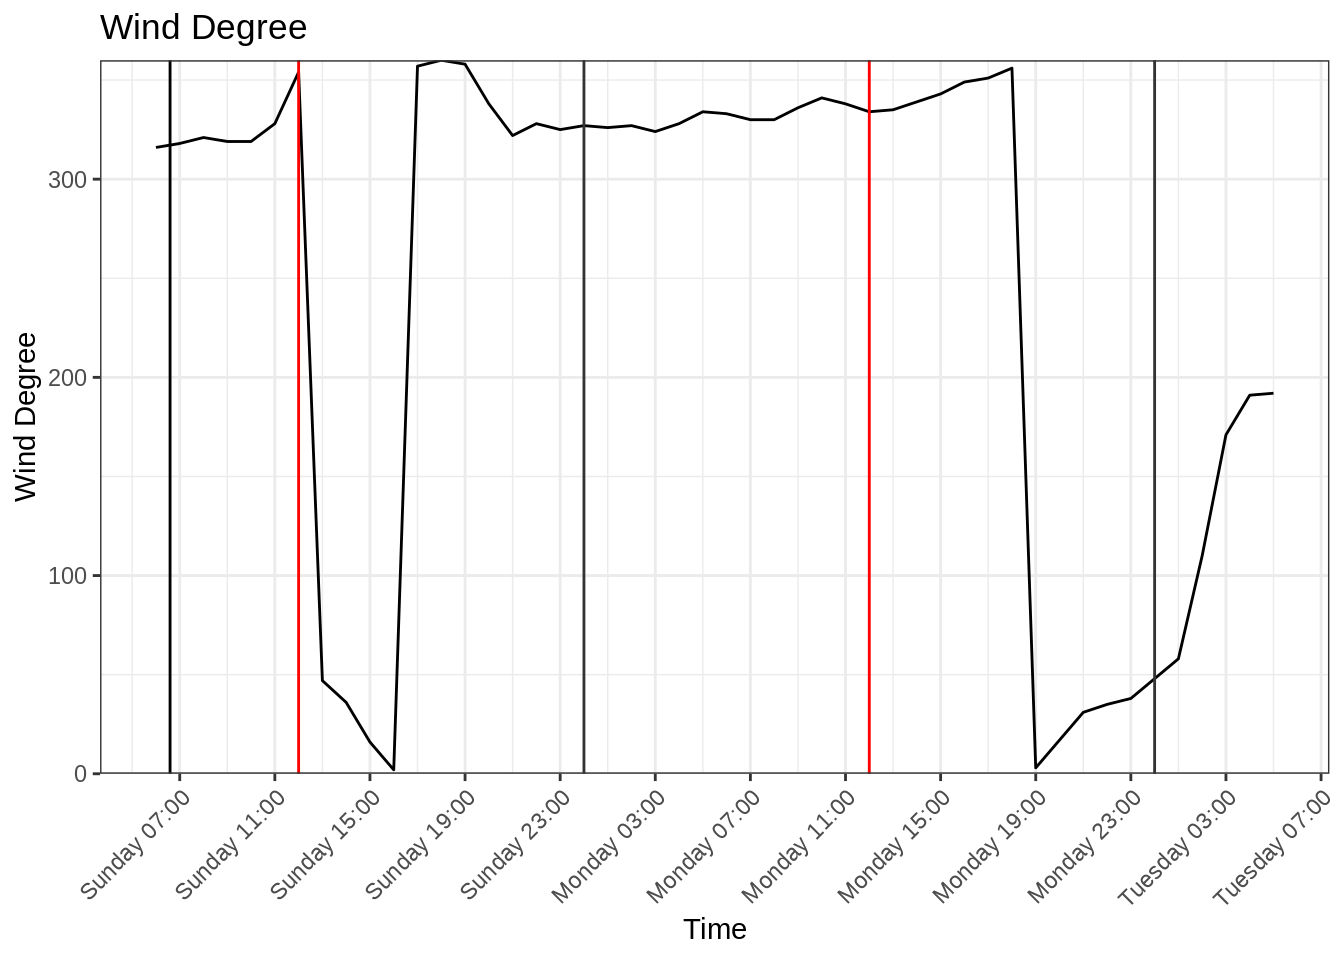 Wind Degree
Wind Degree
300
200
100
0
Sunday 07:00
Sunday 11:00
Sunday 15:00
Sunday 19:00
Sunday 23:00
Monday 03:00
Monday 07:00
Monday 11:00
Monday 15:00
Monday 19:00
Monday 23:00
Tuesday 03:00
Tuesday 07:00
Time